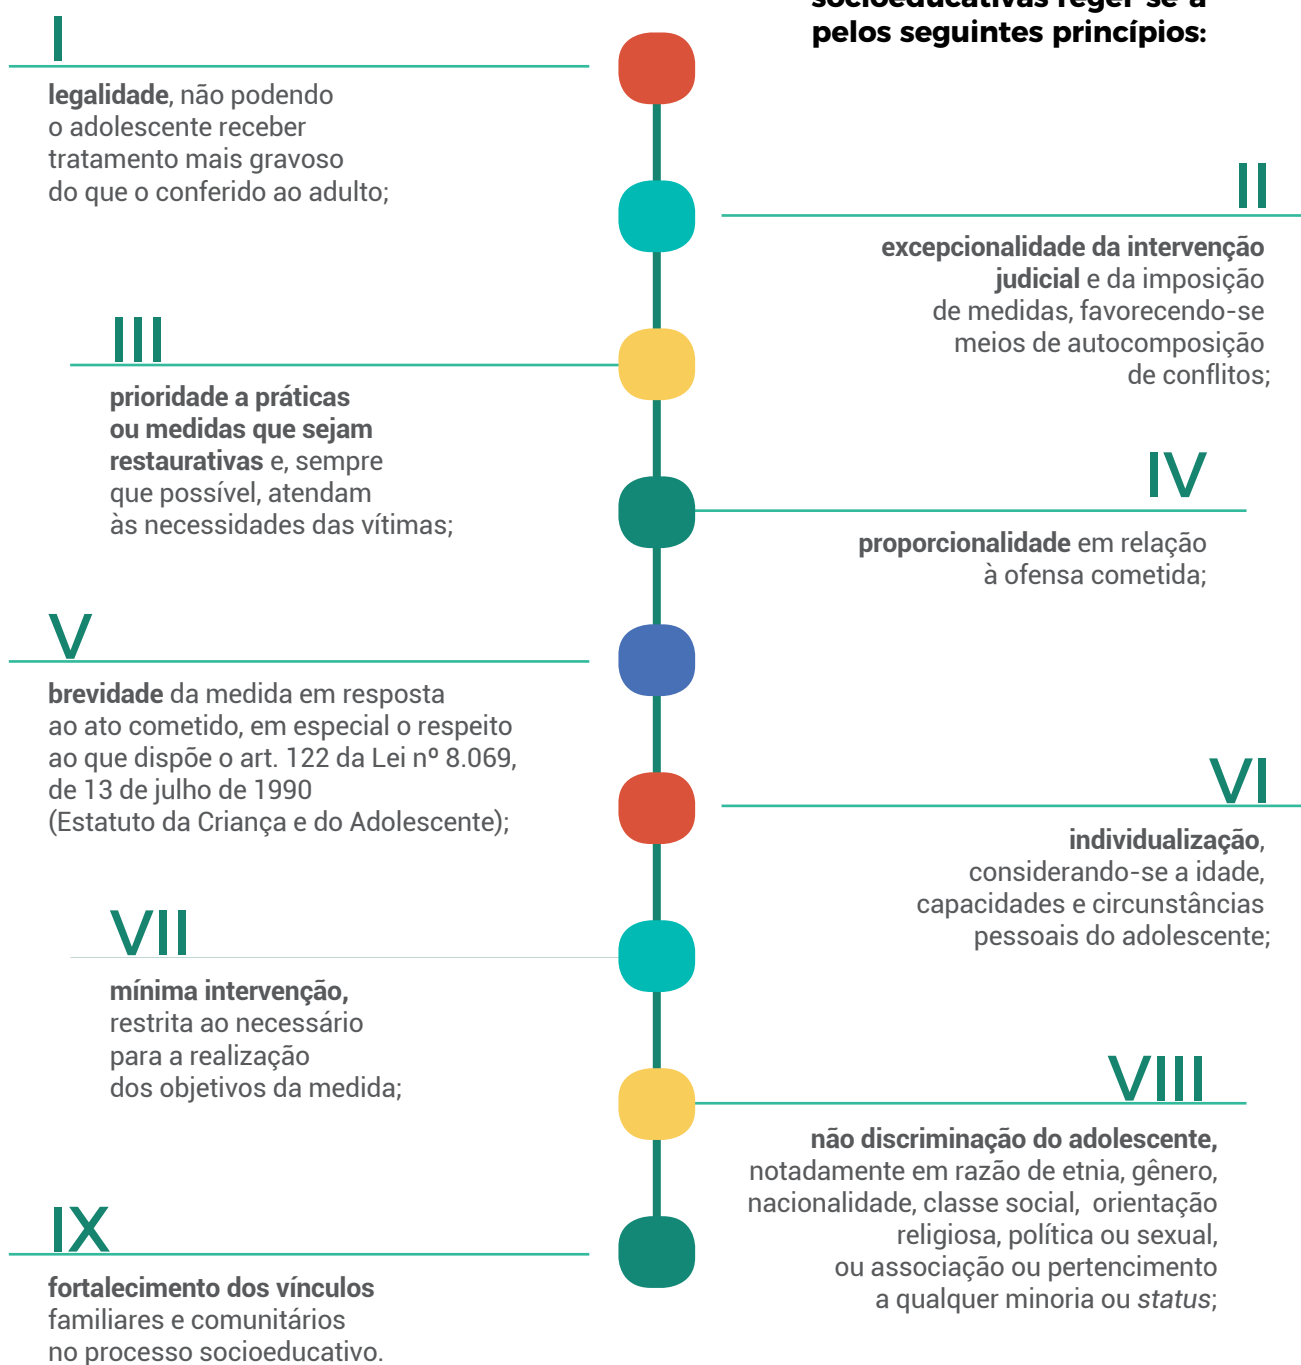 socioeducativas reger-se-á
pelos seguintes princípios:
I
legalidade, não podendo
o adolescente receber
tratamento mais gravoso
do que o conferido ao adulto;
II
excepcionalidade da intervenção
judicial e da imposição
de medidas, favorecendo-se
meios de autocomposição
de conflitos;
III
prioridade a práticas
ou medidas que sejam
restaurativas e, sempre
que possível, atendam
às necessidades das vítimas;
IV
proporcionalidade em relação
à ofensa cometida;
V
brevidade da medida em resposta
ao ato cometido, em especial o respeito
ao que dispõe o art. 122 da Lei nº 8.069,
de 13 de julho de 1990
(Estatuto da Criança e do Adolescente);
VI
individualização,
considerando-se a idade,
capacidades e circunstâncias
pessoais do adolescente;
VII
mínima intervenção,
restrita ao necessário
para a realização
dos objetivos da medida;
VIII
não discriminação do adolescente,
notadamente em razão de etnia, gênero,
nacionalidade, classe social, orientação
religiosa, política ou sexual,
ou associação ou pertencimento
a qualquer minoria ou status;
IX
fortalecimento dos vínculos
familiares e comunitários
no processo socioeducativo.